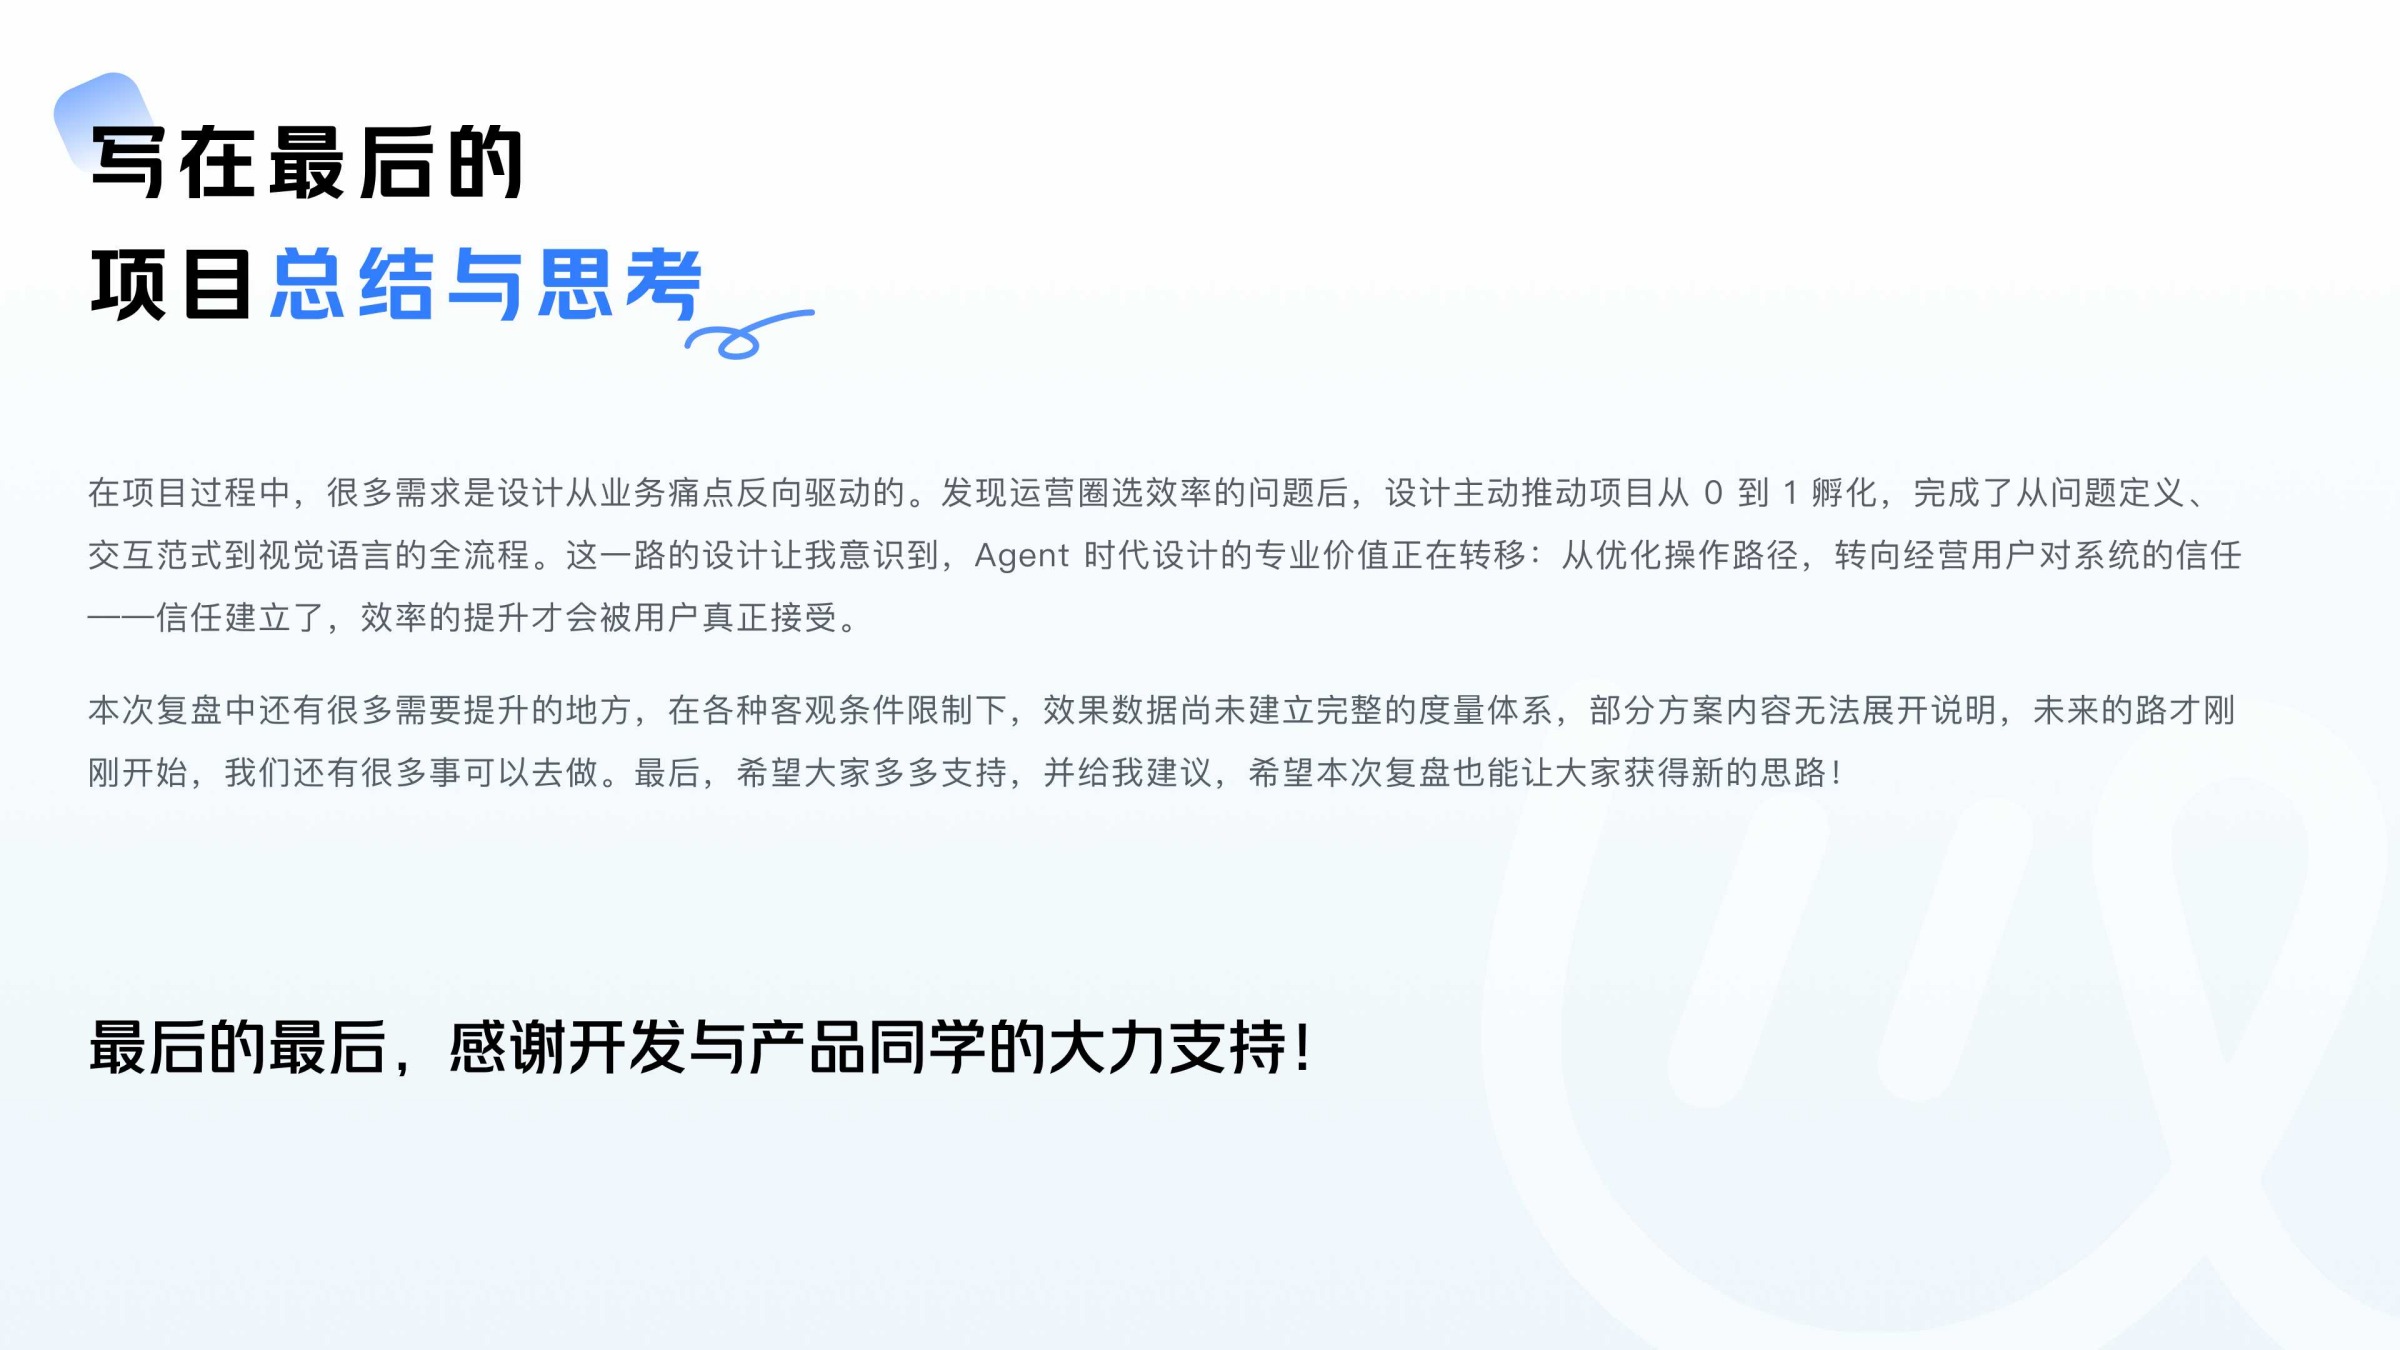 写在最后的
项目总结与思考
在项目过程中，很多需求是设计从业务痛点反向驱动的。发现运营圈选效率的问题后，设计主动推动项目从 0 到 1 孵化，完成了从问题定义、
交互范式到视觉语言的全流程。这一路的设计让我意识到，Agent 时代设计的专业价值正在转移：从优化操作路径，转向经营用户对系统的信任
——信任建立了，效率的提升才会被用户真正接受。
本次复盘中还有很多需要提升的地方，在各种客观条件限制下，效果数据尚未建立完整的度量体系，部分方案内容无法展开说明，未来的路才刚
刚开始，我们还有很多事可以去做。最后，希望大家多多支持，并给我建议，希望本次复盘也能让大家获得新的思路！
最后的最后，感谢开发与产品同学的大力支持！